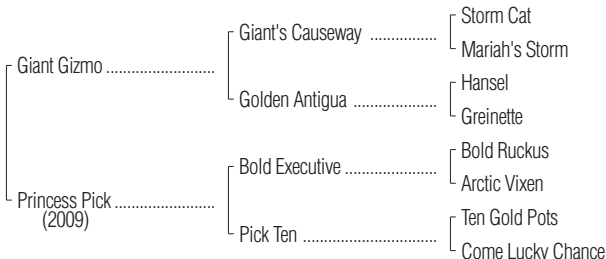 Storm Cat
Giant's Causeway ................
Mariah's Storm
Giant Gizmo ..........................
Hansel
Golden Antigua .....................
Greinette
Bold Ruckus
Bold Executive ......................
Arctic Vixen
Princess Pick ........................
(2009)
Ten Gold Pots
Pick Ten ................................
Come Lucky Chance